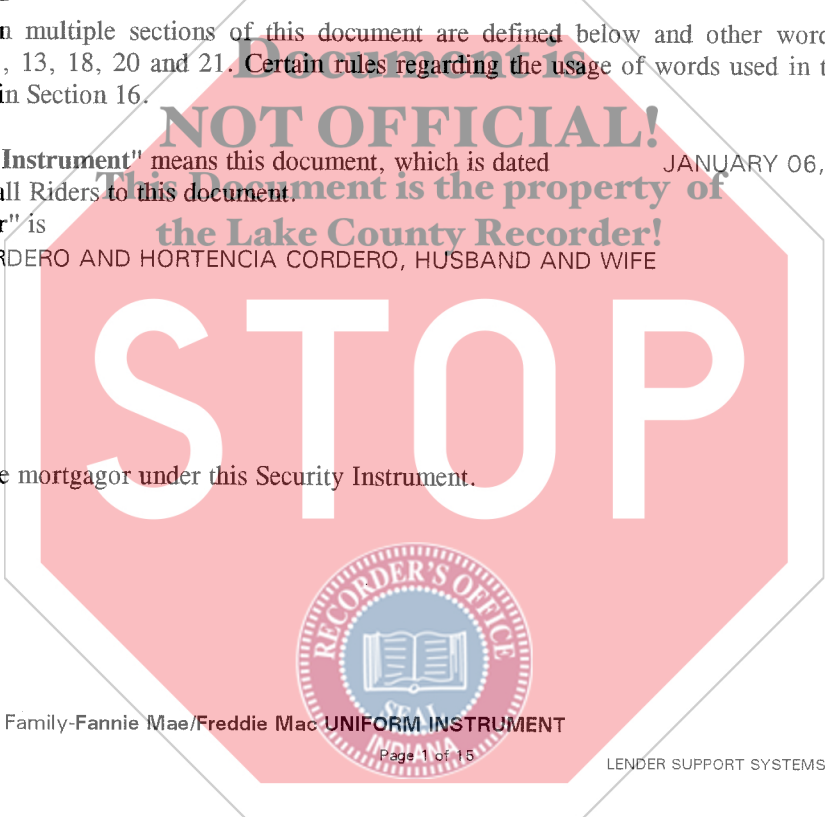 n multiple sections of this document are defined below and other word
Document is
, 13, 18, 20 and 21. Certain rules regarding the usage of words used in t
in Section 16.
NOT OFFICIAL!
Instrument" means this document, which is dated JANUARY 06,
all Riders to this document.
This Document is the property of
r" is
the Lake County Recorder!
RDERO AND HORTENCIA CORDERO, HUSBAND AND WIFE
STOP
e mortgagor under this Security Instrument.
RECORDER'S OFFICE
SEAL
INDIANA
Family-Fannie Mae/Freddie Mac UNIFORM INSTRUMENT
Page 1 of 15
LENDER SUPPORT SYSTEMS